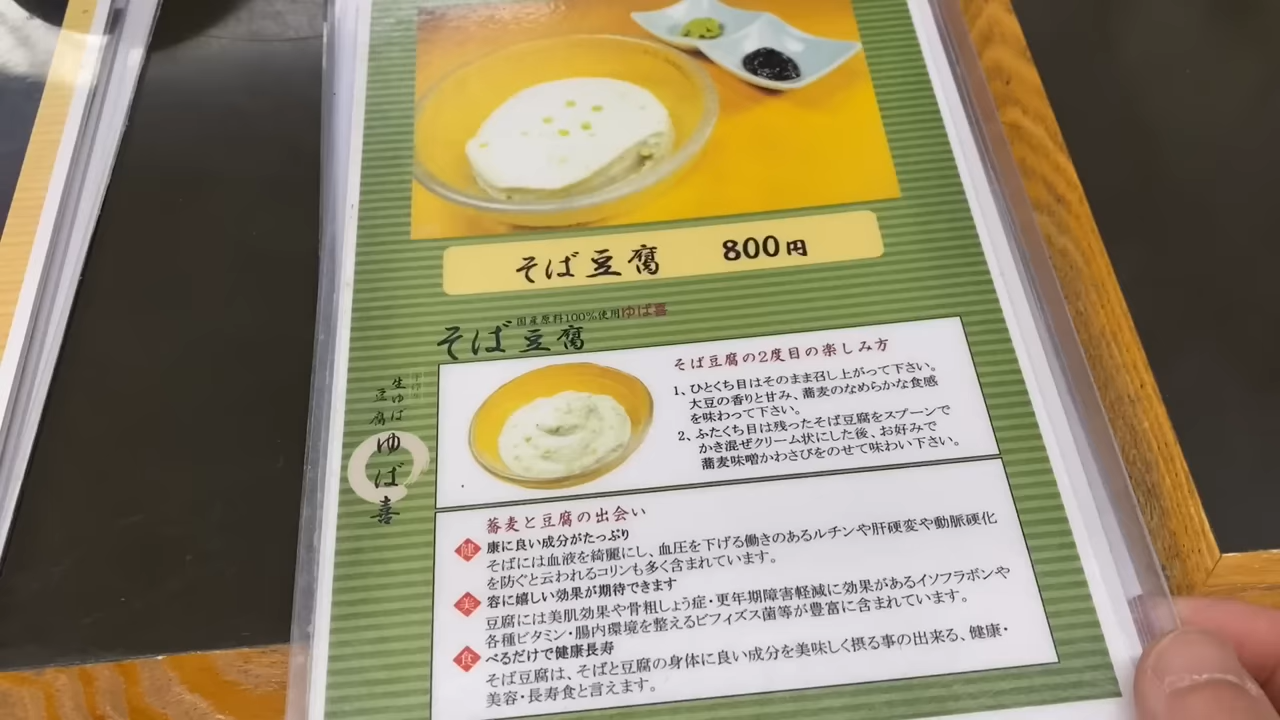 そば豆腐 800円
国産原料100%使用ゆば喜
そば豆腐
生ゆば
豆腐
ゆば喜
そば豆腐の2度目の楽しみ方
1、ひとくち目はそのまま召し上がって下さい。
大豆の香りと甘み、蕎麦のなめらかな食感
を味わって下さい。
2、ふたくち目は残ったそば豆腐をスプーンで
かき混ぜクリーム状にした後、お好みで
蕎麦味噌かわさびをのせて味わい下さい。
蕎麦と豆腐の出会い
健 康に良い成分がたっぷり
そばには血液を綺麗にし、血圧を下げる働きのあるルチンや肝硬変や動脈硬化
を防ぐと云われるコリンも多く含まれています。
美 容に嬉しい効果が期待できます
豆腐には美肌効果や骨粗しょう症・更年期障害軽減に効果があるイソフラボンや
各種ビタミン・腸内環境を整えるビフィズス菌等が豊富に含まれています。
食 べるだけで健康長寿
そば豆腐は、そばと豆腐の身体に良い成分を美味しく摂る事の出来る、健康・
美容・長寿食と言えます。